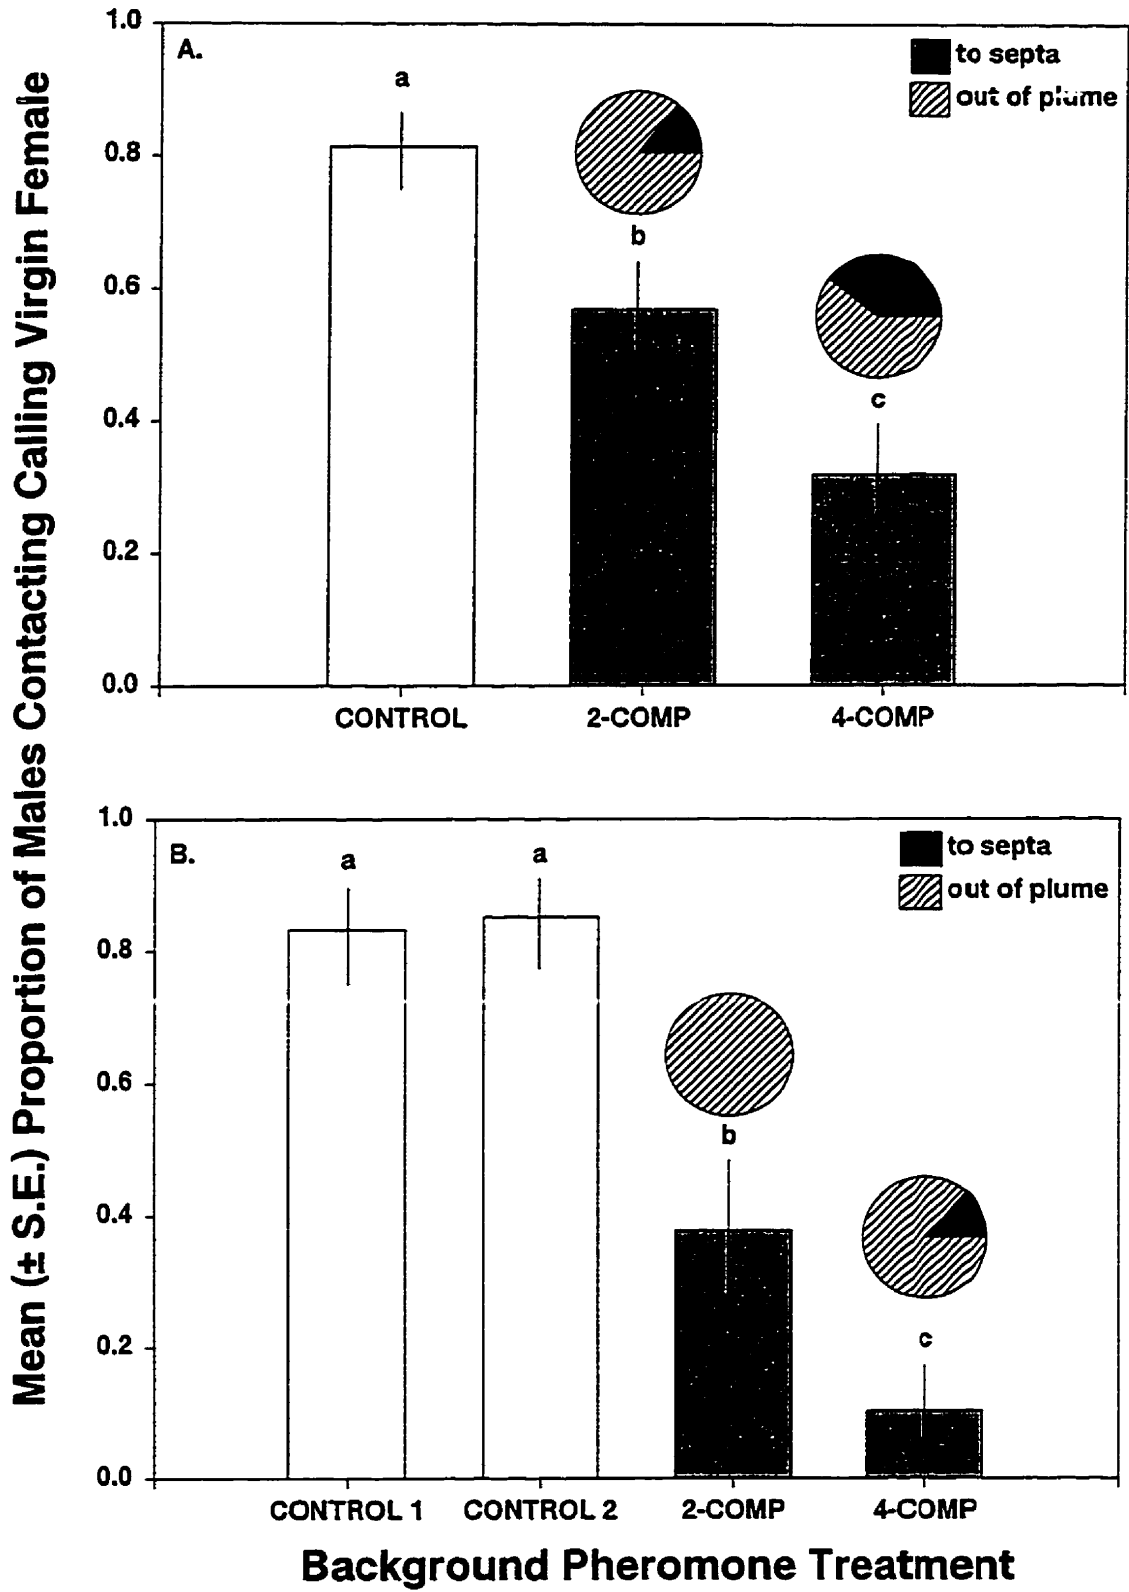 Mean (± S.E.) Proportion of Males Contacting Calling Virgin Female
1.0
A.
to septa
out of plume
a
0.8
b
0.6
c
0.4
0.2
0.0
CONTROL 2-COMP 4-COMP
1.0
B.
to septa
out of plume
a
a
0.8
0.6
b
0.4
c
0.2
0.0
CONTROL 1 CONTROL 2 2-COMP 4-COMP
Background Pheromone Treatment